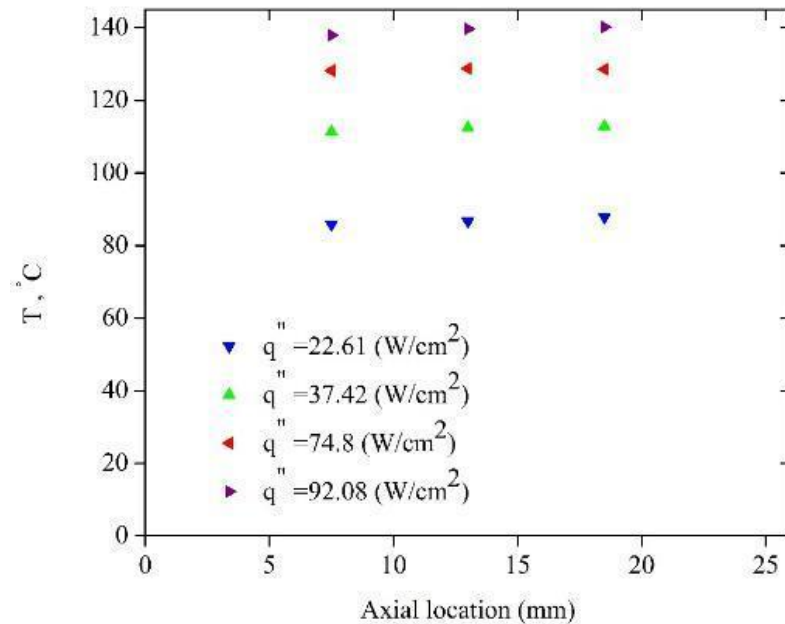 140
120
100
80
60
40
20
0
T , °C
q" =22.61 (W/cm²)
q" =37.42 (W/cm²)
q" =74.8 (W/cm²)
q" =92.08 (W/cm²)
0 5 10 15 20 25
Axial location (mm)